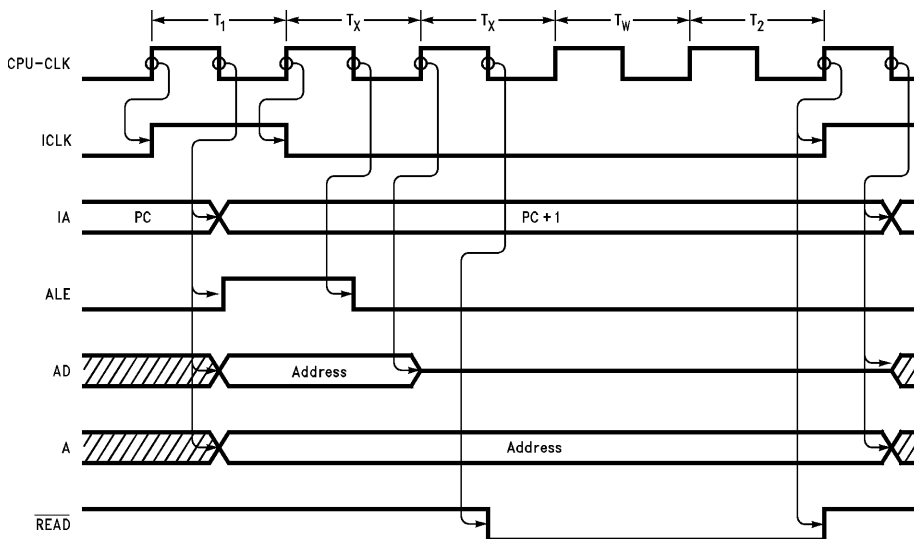 T1 TX TX TW T2
CPU-CLK
ICLK
IA PC PC + 1
ALE
AD Address
A Address
READ